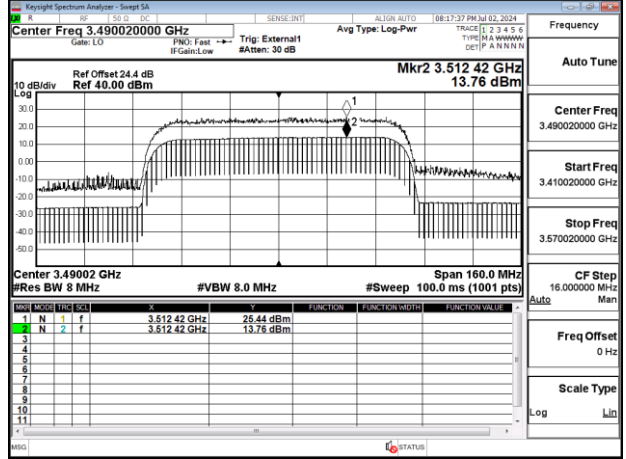 Keysight Spectrum Analyzer - Swept SA
R RF 50 Ω DC SENSE:INT ALIGN AUTO 08:17:37 PM Jul 02, 2024
Center Freq 3.490020000 GHz Avg Type: Log-Pwr TRACE 1 2 3 4 5 6
Gate: LO PNO: Fast Trig: External1 TYPE M A WWWW
IFGain:Low #Atten: 30 dB DET P A N N N N
Frequency
Auto Tune
Ref Offset 24.4 dB Mkr2 3.512 42 GHz
10 dB/div Ref 40.00 dBm 13.76 dBm
Log
30.0
20.0
10.0
0.00
-10.0
-20.0
-30.0
-40.0
-50.0
1
2
Center Freq
3.490020000 GHz
Start Freq
3.410020000 GHz
Stop Freq
3.570020000 GHz
Center 3.49002 GHz Span 160.0 MHz
#Res BW 8 MHz #VBW 8.0 MHz #Sweep 100.0 ms (1001 pts)
CF Step
16.000000 MHz
Auto Man
MKR MODE TRC SCL X Y FUNCTION FUNCTION WIDTH FUNCTION VALUE
1 N 1 f 3.512 42 GHz 25.44 dBm
2 N 2 f 3.512 42 GHz 13.76 dBm
3
4
5
6
7
8
9
10
11
Freq Offset
0 Hz
Scale Type
Log Lin
MSG STATUS